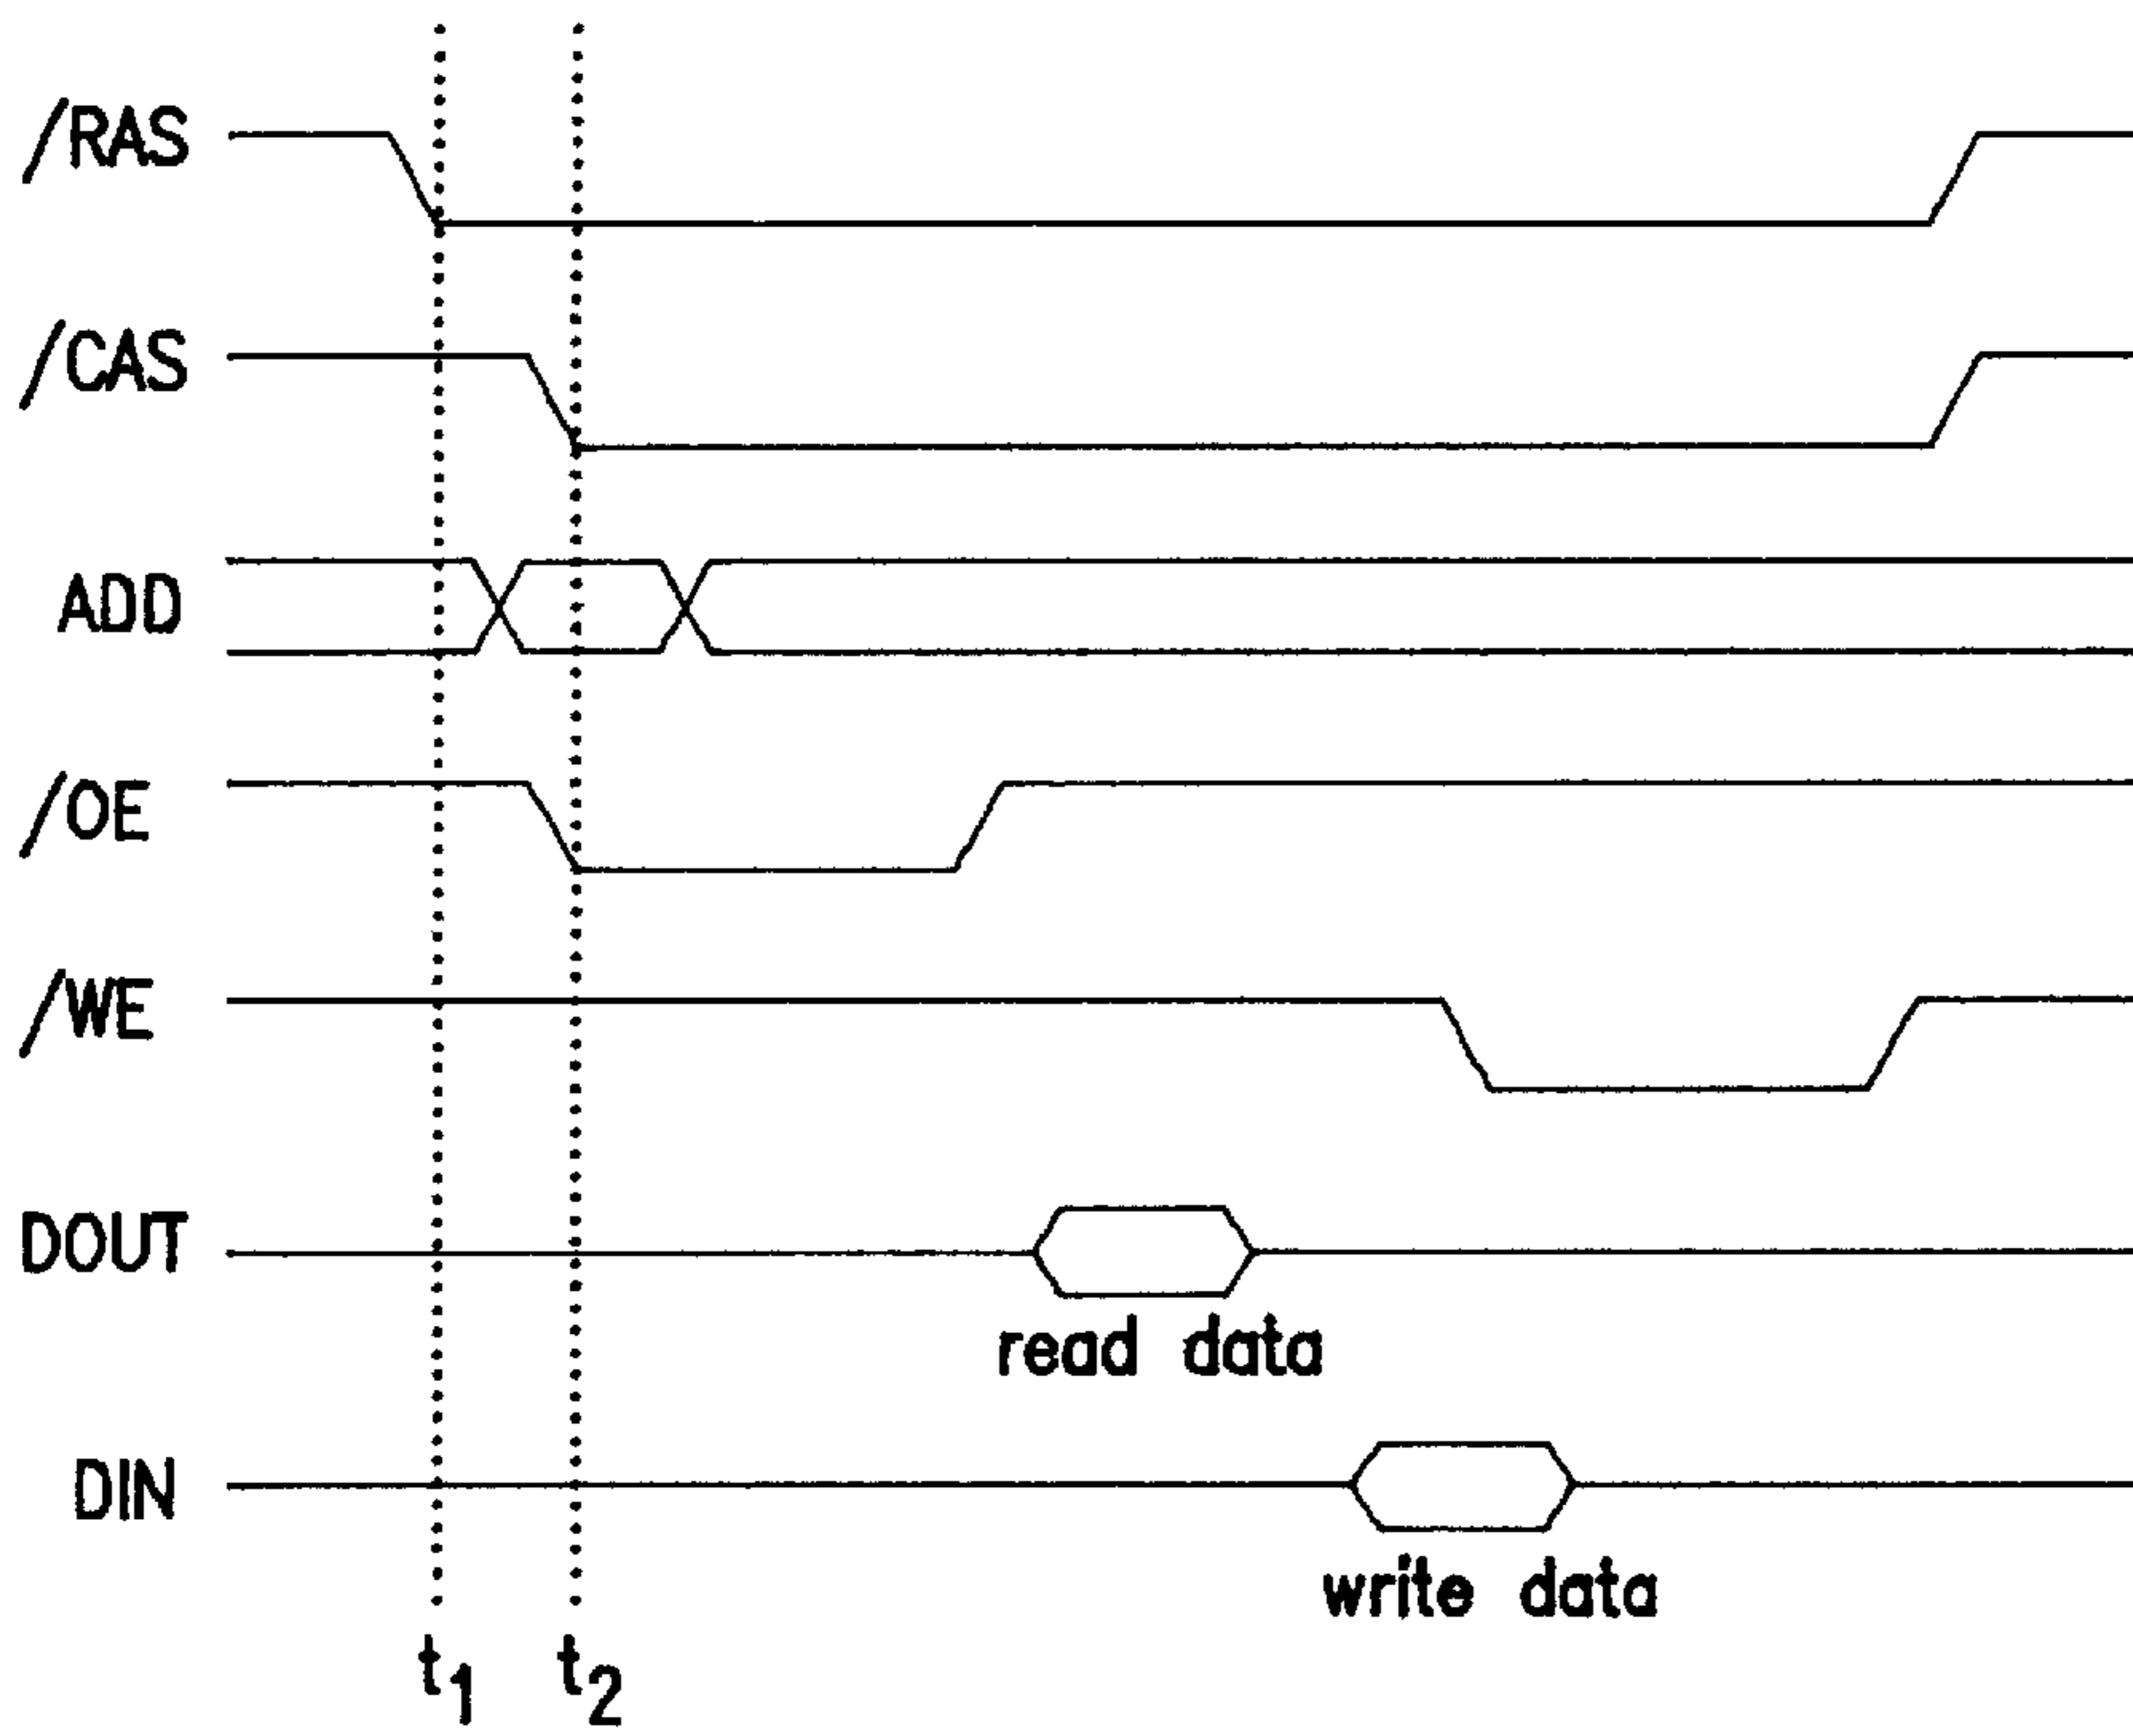 /RAS
/CAS
ADD
/OE
/WE
DOUT
read data
DIN
write data
t1 t2